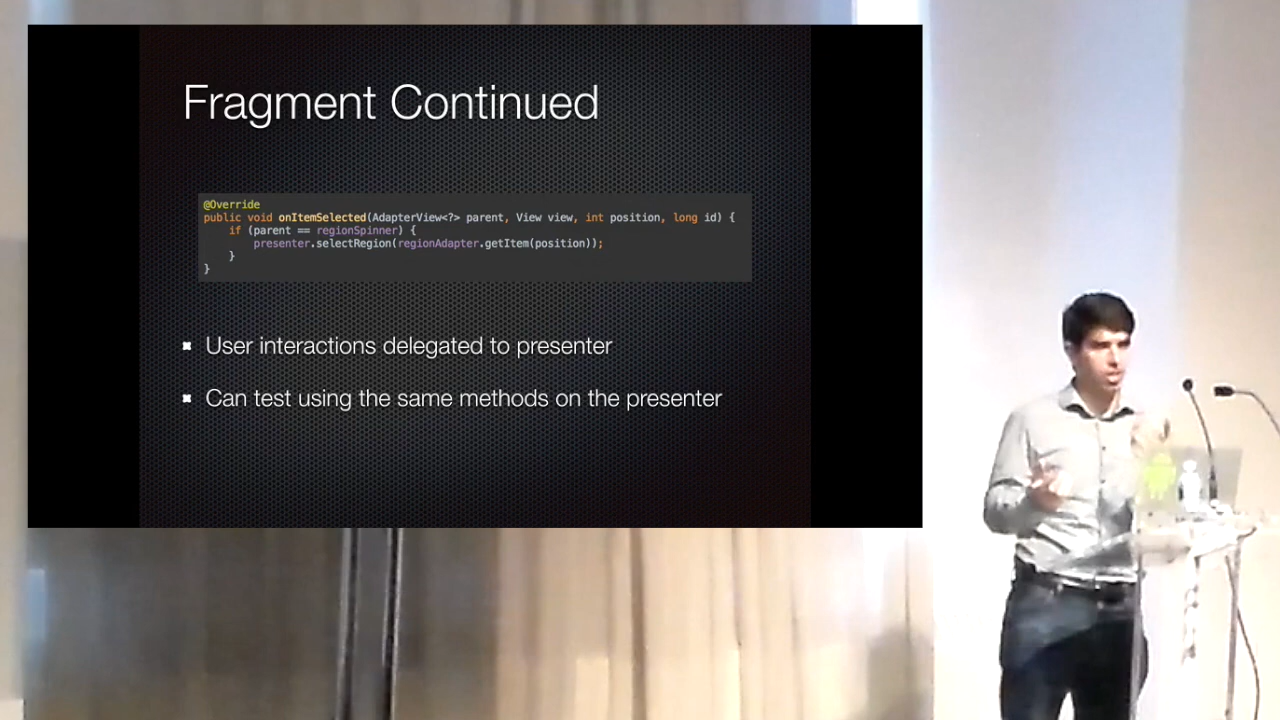 Fragment Continued
@Override
public void onItemSelected(AdapterView<?> parent, View view, int position, long id) {
if (parent == regionSpinner) {
presenter.selectRegion(regionAdapter.getItem(position));
}
}
User interactions delegated to presenter
Can test using the same methods on the presenter